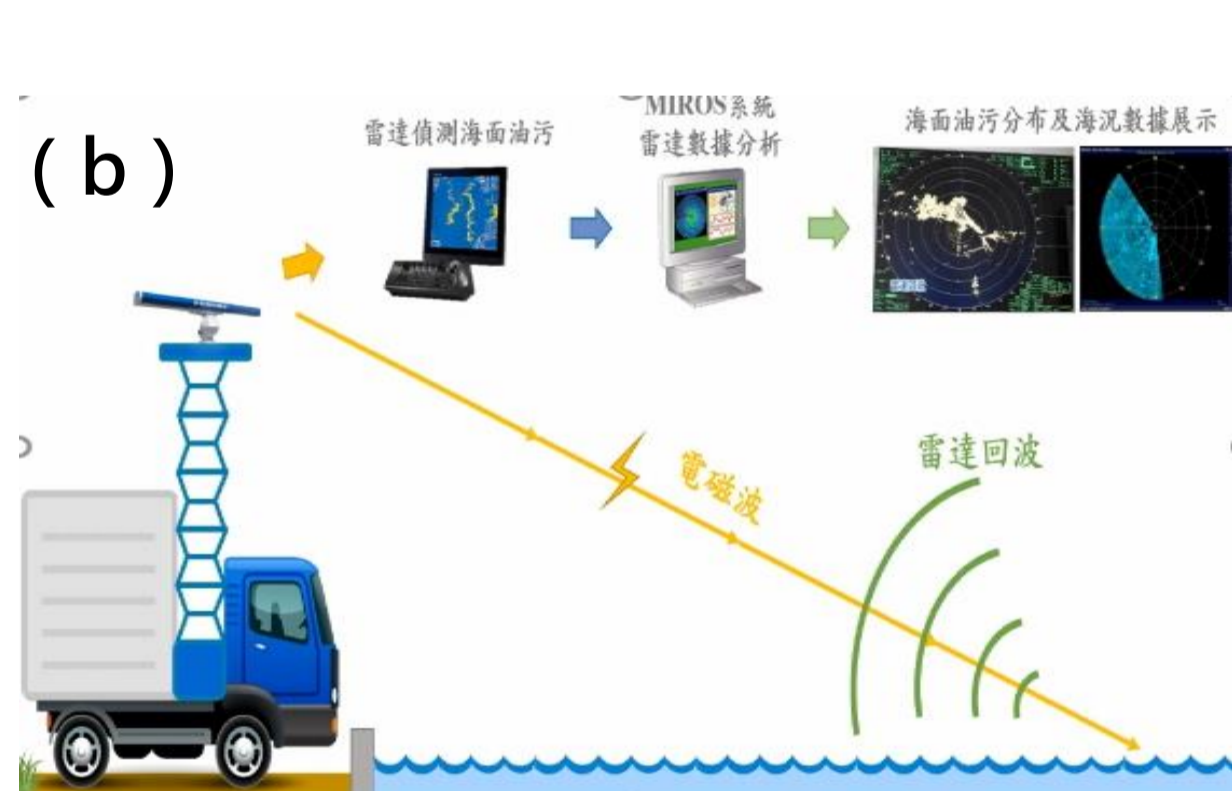 (b)
雷達偵測海面油污
MIROS系統
雷達數據分析
海面油污分布及海況數據展示
電磁波
雷達回波